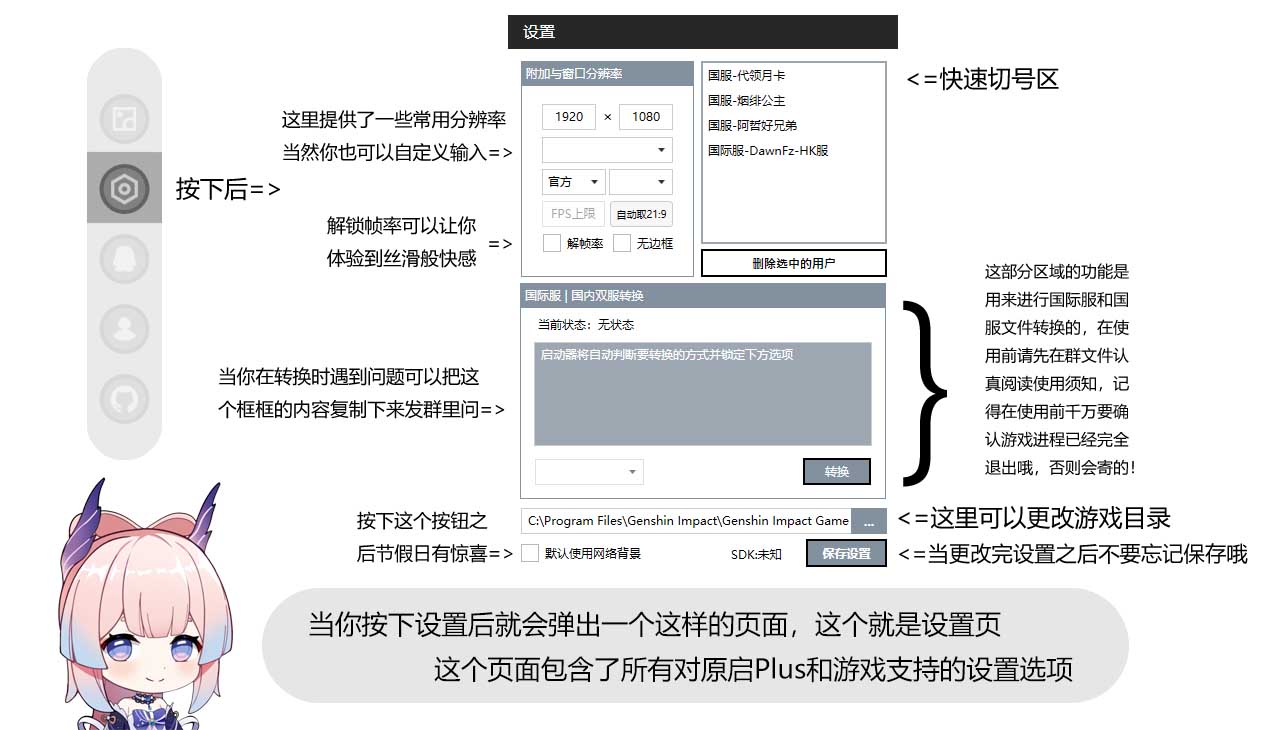 设置
附加与窗口分辨率
1920 × 1080
官方
FPS上限
自动取21:9
解帧率
无边框
国服-代领月卡
国服-烟绯公主
国服-阿哲好兄弟
国际服-DawnFz-HK服
删除选中的用户
<=快速切号区
这里提供了一些常用分辨率
当然你也可以自定义输入=>
按下后=>
解锁帧率可以让你
体验到丝滑般快感
=>
国际服 | 国内双服转换
当前状态：无状态
启动器将自动判断要转换的方式并锁定下方选项
转换
当你在转换时遇到问题可以把这
个框框的内容复制下来发群里问=>
}
这部分区域的功能是
用来进行国际服和国
服文件转换的，在使
用前请先在群文件认
真阅读使用须知，记
得在使用前千万要确
认游戏进程已经完全
退出哦，否则会寄的！
按下这个按钮之
后节假日有惊喜=>
C:\Program Files\Genshin Impact\Genshin Impact Game
...
<=这里可以更改游戏目录
默认使用网络背景
SDK:未知
保存设置
<=当更改完设置之后不要忘记保存哦
当你按下设置后就会弹出一个这样的页面，这个就是设置页
这个页面包含了所有对原启Plus和游戏支持的设置选项